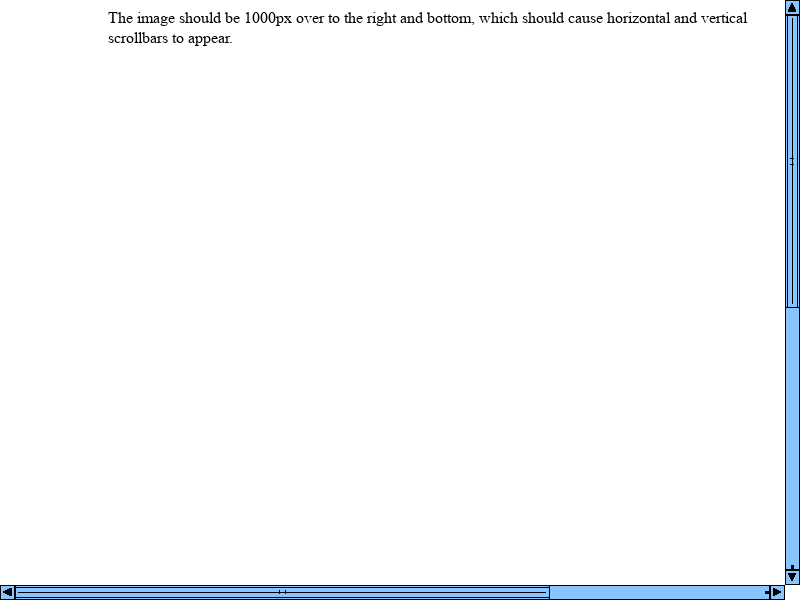 The image should be 1000px over to the right and bottom, which should cause horizontal and vertical
scrollbars to appear.